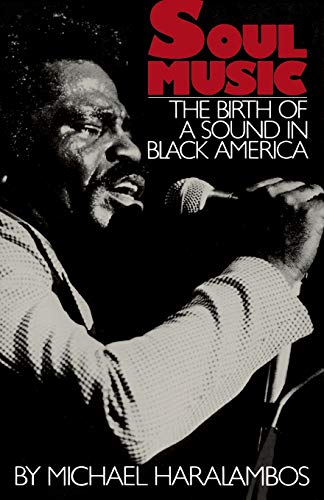 SOUL
MUSIC
THE BIRTH OF
A SOUND IN
BLACK AMERICA
BY MICHAEL HARALAMBOS